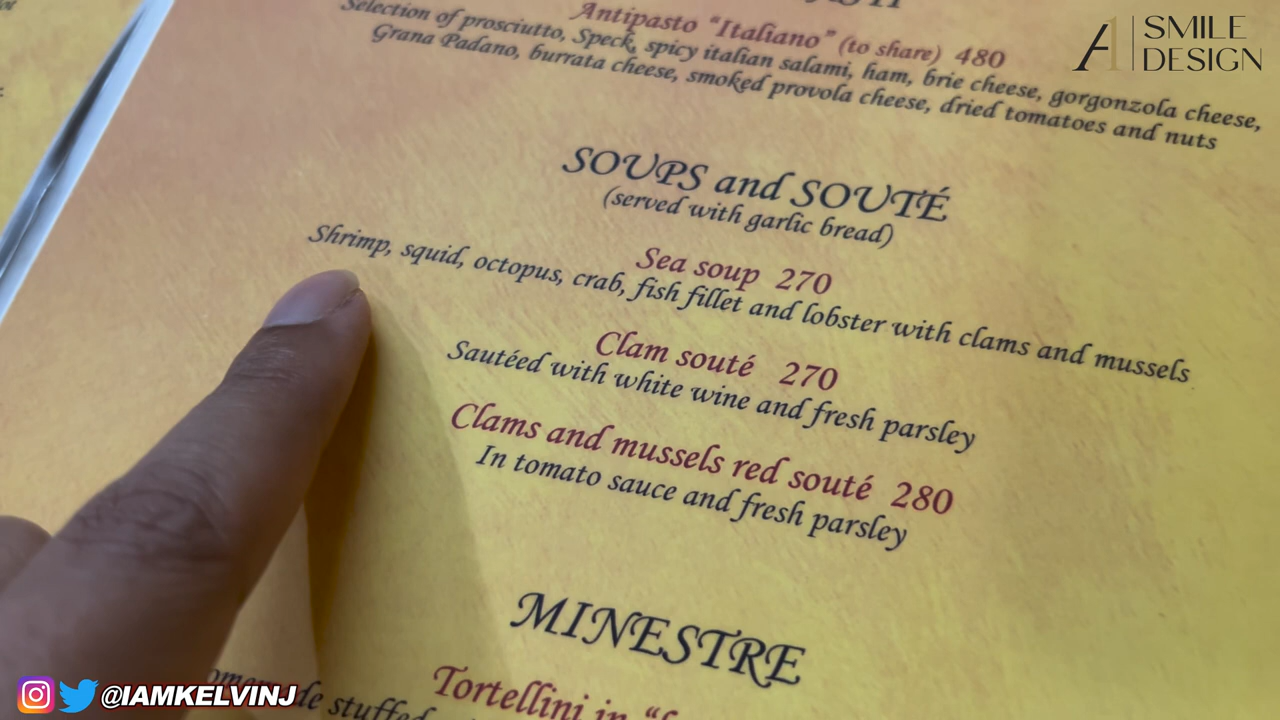 Antipasto “Italiano” (to share) 480
Selection of prosciutto, Speck, spicy italian salami, ham, brie cheese, gorgonzola cheese,
Grana Padano, burrata cheese, smoked provola cheese, dried tomatoes and nuts
SOUPS and SOUTÉ
(served with garlic bread)
Sea soup 270
Shrimp, squid, octopus, crab, fish fillet and lobster with clams and mussels
Clam souté 270
Sautéed with white wine and fresh parsley
Clams and mussels red souté 280
In tomato sauce and fresh parsley
MINESTRE
Tortellini in
stuffed
A1 SMILE
DESIGN
@IAMKELVINJ